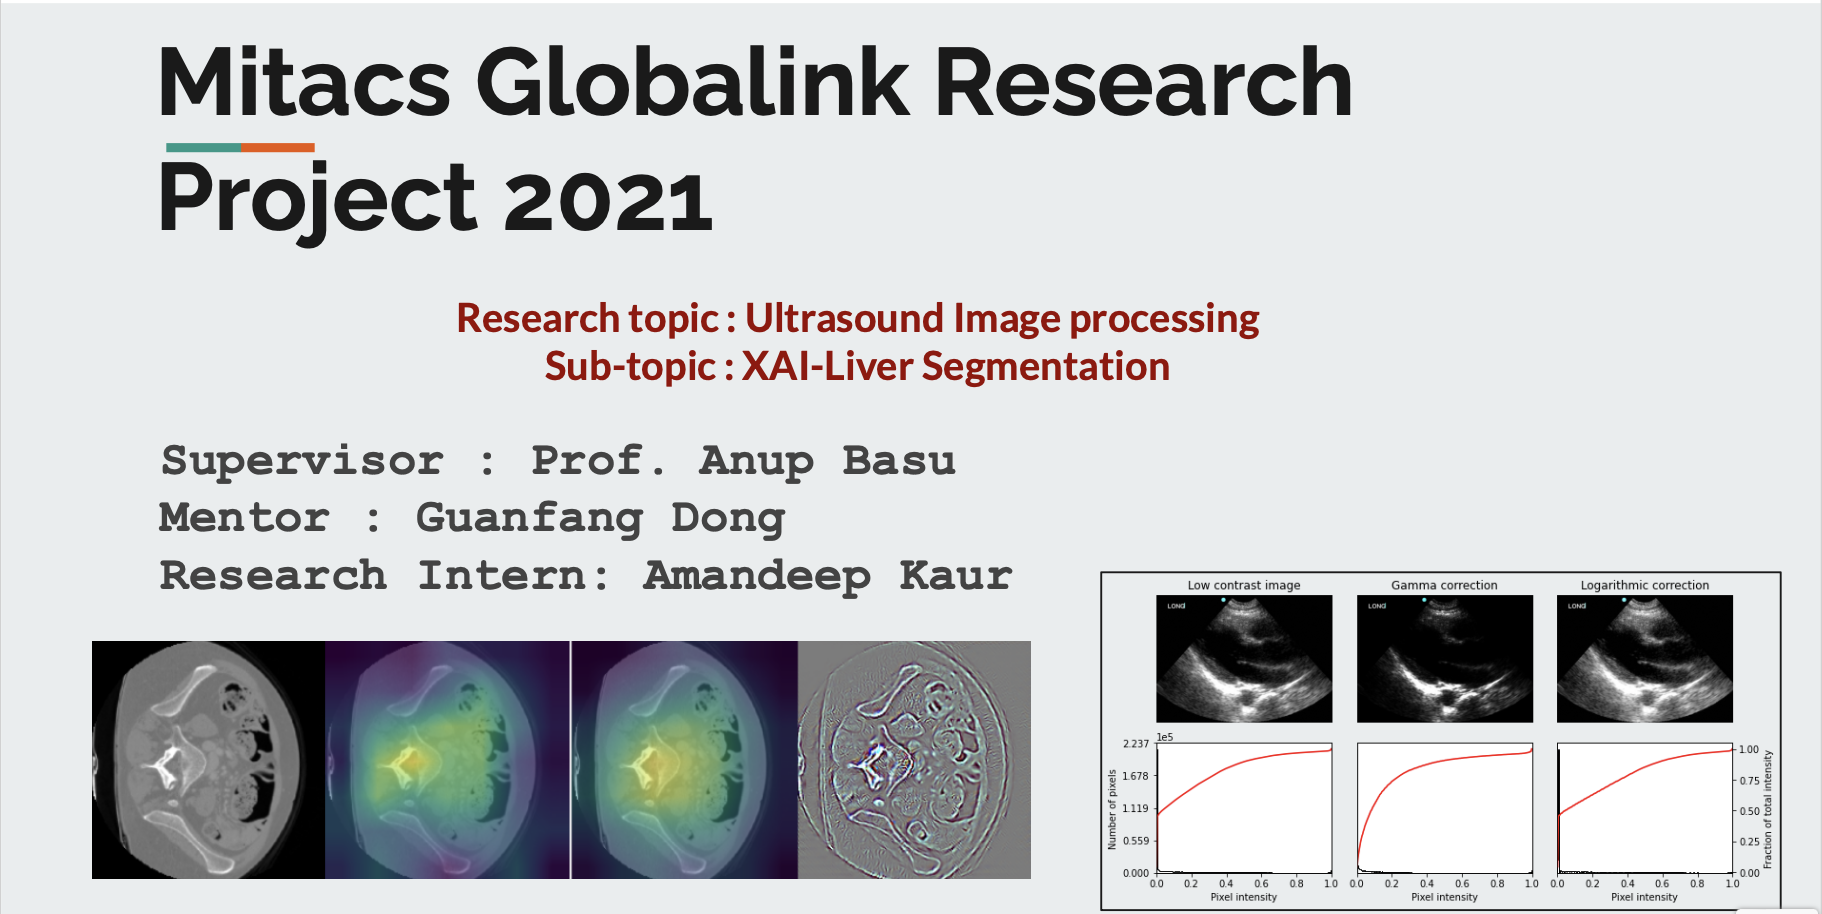 Mitacs Globalink Research
Project 2021
Research topic : Ultrasound Image processing
Sub-topic : XAI-Liver Segmentation
Supervisor : Prof. Anup Basu
Mentor : Guanfang Dong
Research Intern: Amandeep Kaur
Low contrast image
Gamma correction
Logarithmic correction
LONG
LONG
LONG
1e5
2.237
1.678
1.119
0.559
0.000
Number of pixels
0.0 0.2 0.4 0.6 0.8 1.0
Pixel intensity
0.0 0.2 0.4 0.6 0.8 1.0
Pixel intensity
0.0 0.2 0.4 0.6 0.8 1.0
Pixel intensity
1.00
0.75
0.50
0.25
0.00
Fraction of total intensity